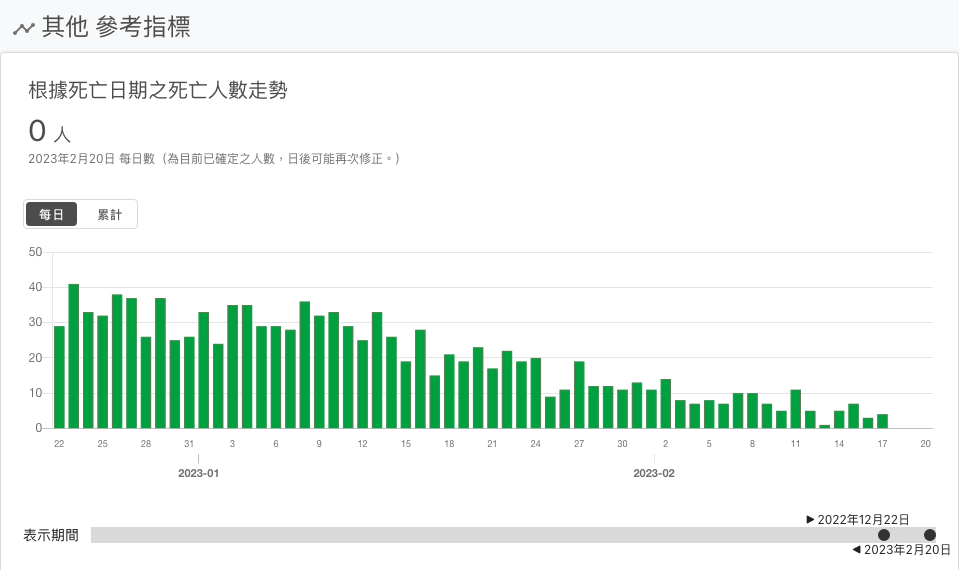 其他 參考指標
根據死亡日期之死亡人數走勢
0 人
2023年2月20日 每日數（為目前已確定之人數，日後可能再次修正。）
每日 累計
50
40
30
20
10
0
22 25 28 31 3 6 9 12 15 18 21 24 27 30 2 5 8 11 14 17 20
2023-01 2023-02
▶ 2022年12月22日
表示期間
◀ 2023年2月20日